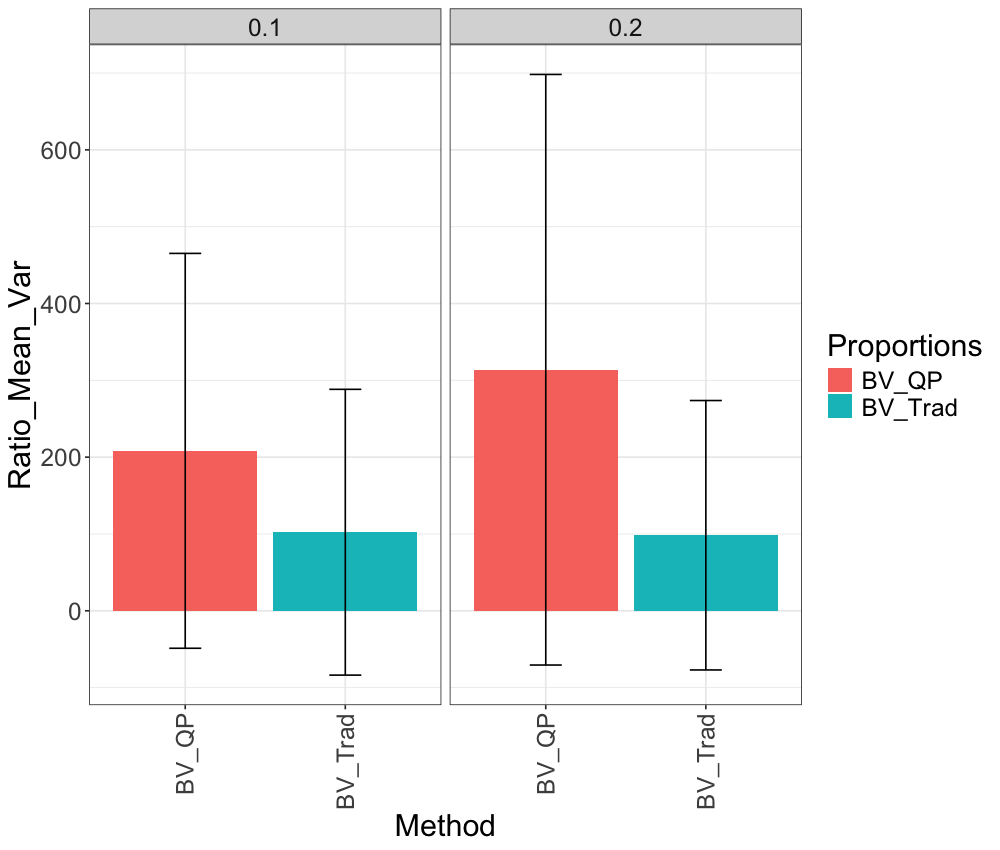 0.1
0.2
Ratio_Mean_Var
600
400
200
0
BV_QP
BV_Trad
BV_QP
BV_Trad
Method
Proportions
BV_QP
BV_Trad